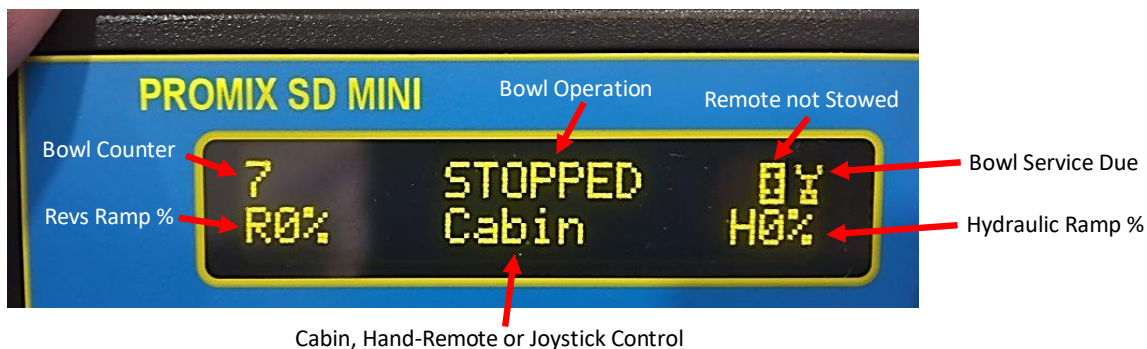 PROMIX SD MINI
Bowl Operation
Remote not Stowed
Bowl Counter
7
STOPPED
Bowl Service Due
Revs Ramp %
R0%
Cabin
H0%
Hydraulic Ramp %
Cabin, Hand-Remote or Joystick Control